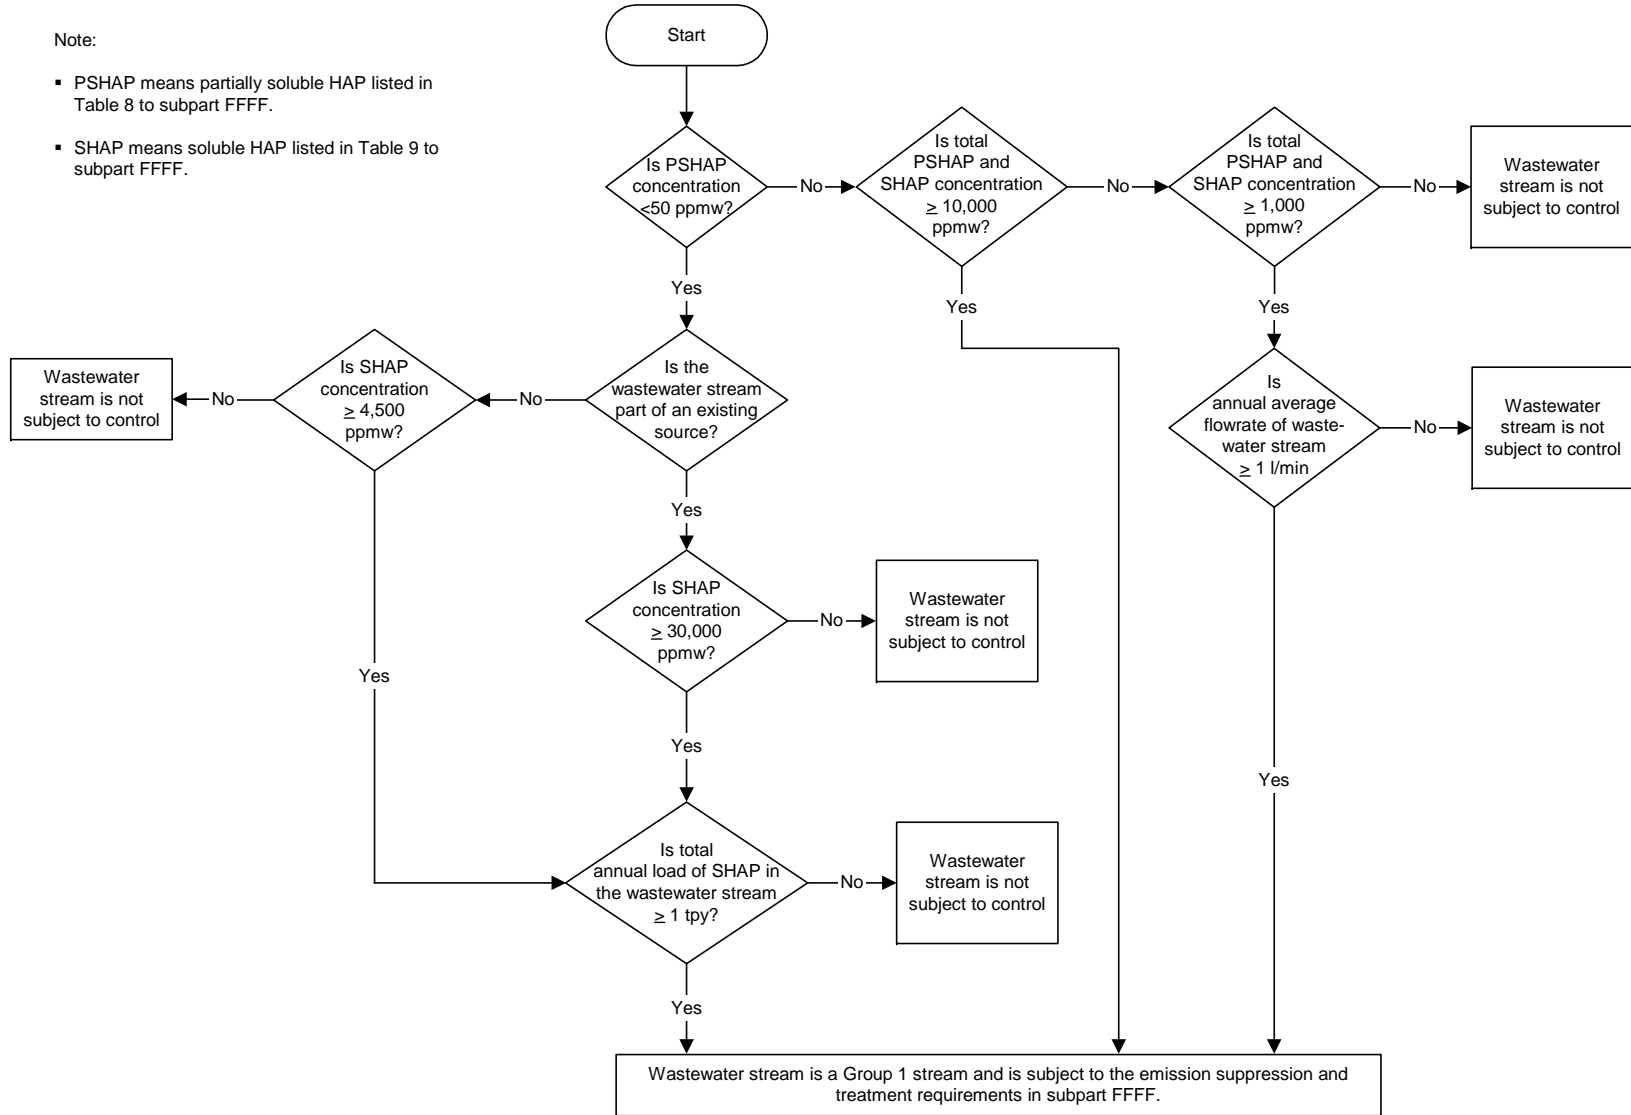 Note:
▪ PSHAP means partially soluble HAP listed in
Table 8 to subpart FFFF.
▪ SHAP means soluble HAP listed in Table 9 to
subpart FFFF.
Start
Is PSHAP
concentration
<50 ppmw?
No
Is total
PSHAP and
SHAP concentration
≥ 10,000
ppmw?
No
Is total
PSHAP and
SHAP concentration
≥ 1,000
ppmw?
No
Wastewater
stream is not
subject to control
Yes
Yes
Yes
Wastewater
stream is not
subject to control
No
Is SHAP
concentration
≥ 4,500
ppmw?
No
Is the
wastewater stream
part of an existing
source?
Is
annual average
flowrate of waste-
water stream
≥ 1 l/min
No
Wastewater
stream is not
subject to control
Yes
Yes
Is SHAP
concentration
≥ 30,000
ppmw?
No
Wastewater
stream is not
subject to control
Yes
Yes
Is total
annual load of SHAP in
the wastewater stream
≥ 1 tpy?
No
Wastewater
stream is not
subject to control
Yes
Wastewater stream is a Group 1 stream and is subject to the emission suppression and
treatment requirements in subpart FFFF.